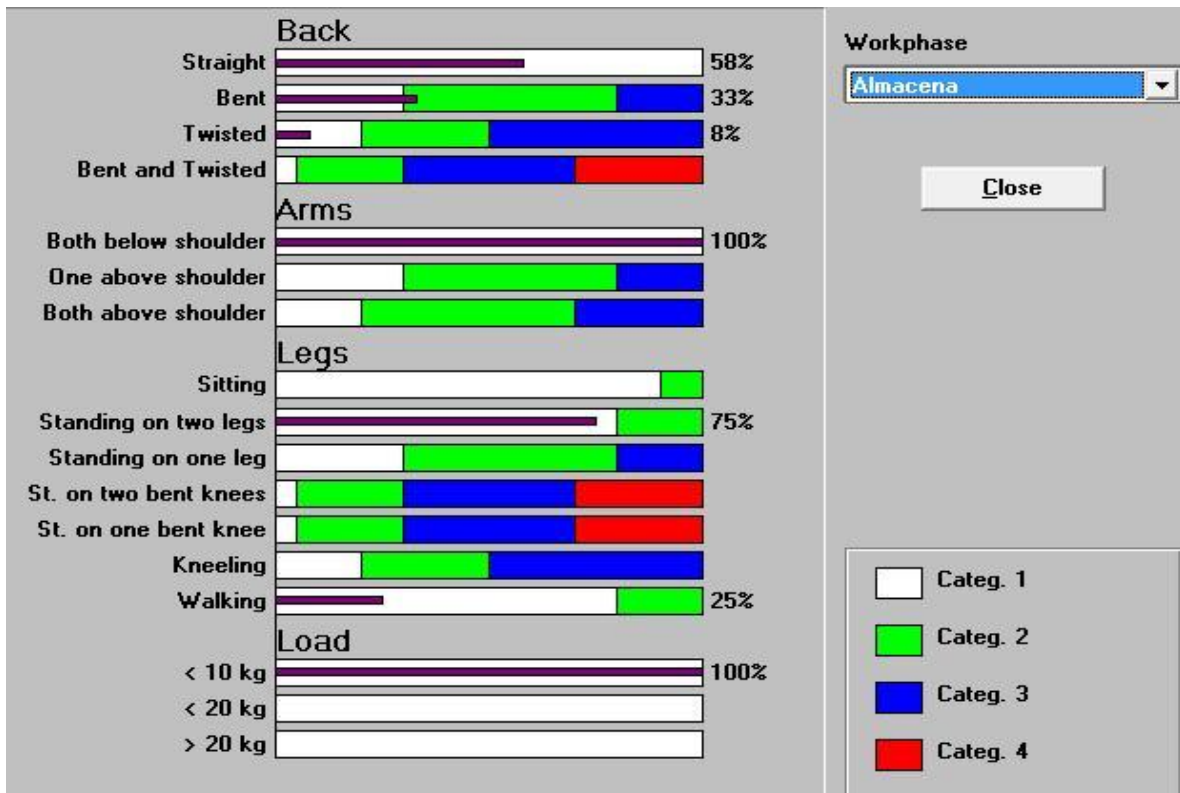 Back
Straight 58%
Bent 33%
Twisted 8%
Bent and Twisted
Arms
Both below shoulder 100%
One above shoulder
Both above shoulder
Legs
Sitting
Standing on two legs 75%
Standing on one leg
St. on two bent knees
St. on one bent knee
Kneeling
Walking 25%
Load
< 10 kg 100%
< 20 kg
> 20 kg
Workphase
Almacena
Close
Categ. 1
Categ. 2
Categ. 3
Categ. 4